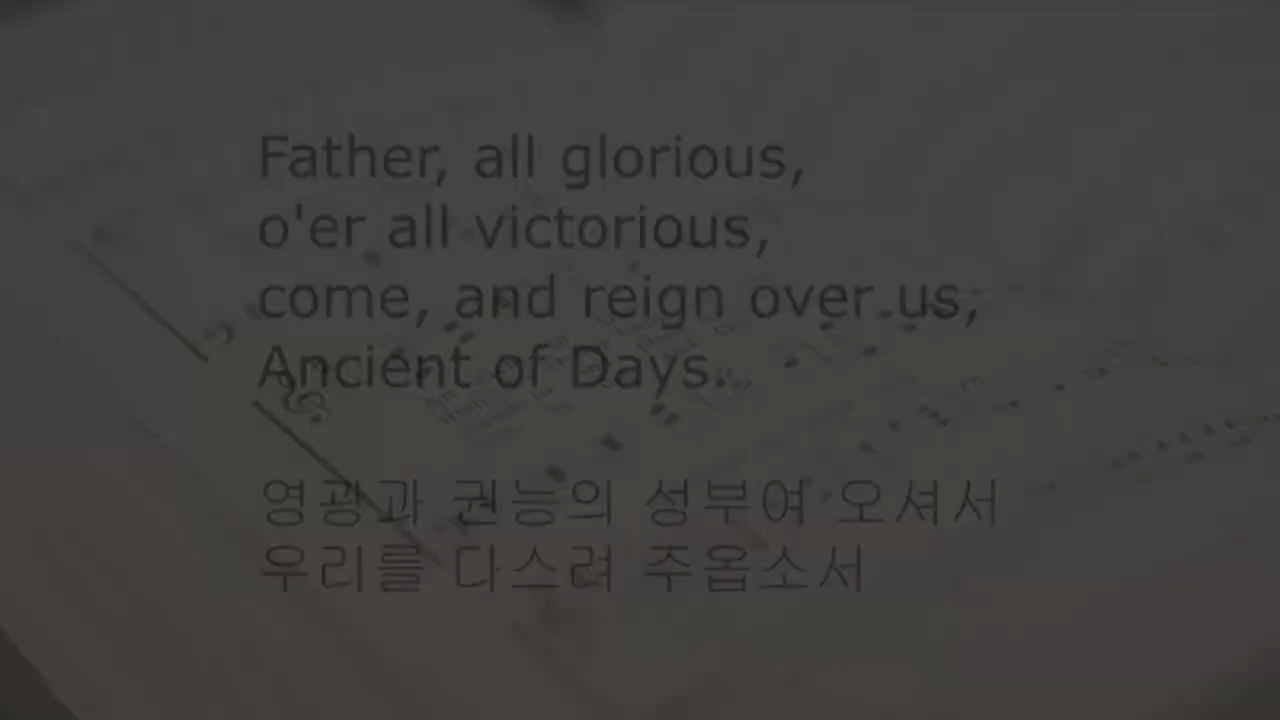 Father, all glorious,
o'er all victorious,
come, and reign over us,
Ancient of Days.
영광과 권능의 성부여 오셔서
우리를 다스려 주옵소서